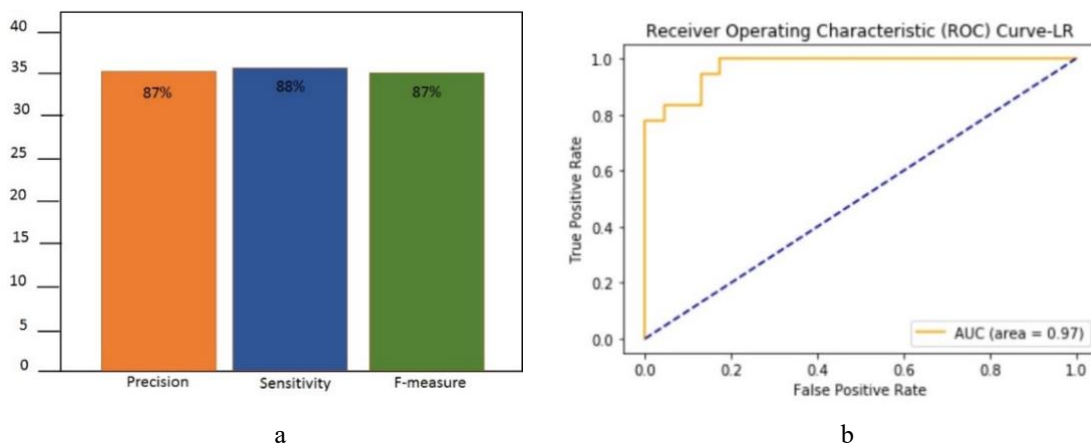 40
35
30
25
20
15
10
5
0
87%
88%
87%
Precision
Sensitivity
F-measure
a
Receiver Operating Characteristic (ROC) Curve-LR
True Positive Rate
1.0
0.8
0.6
0.4
0.2
0.0
AUC (area = 0.97)
0.0 0.2 0.4 0.6 0.8 1.0
False Positive Rate
b